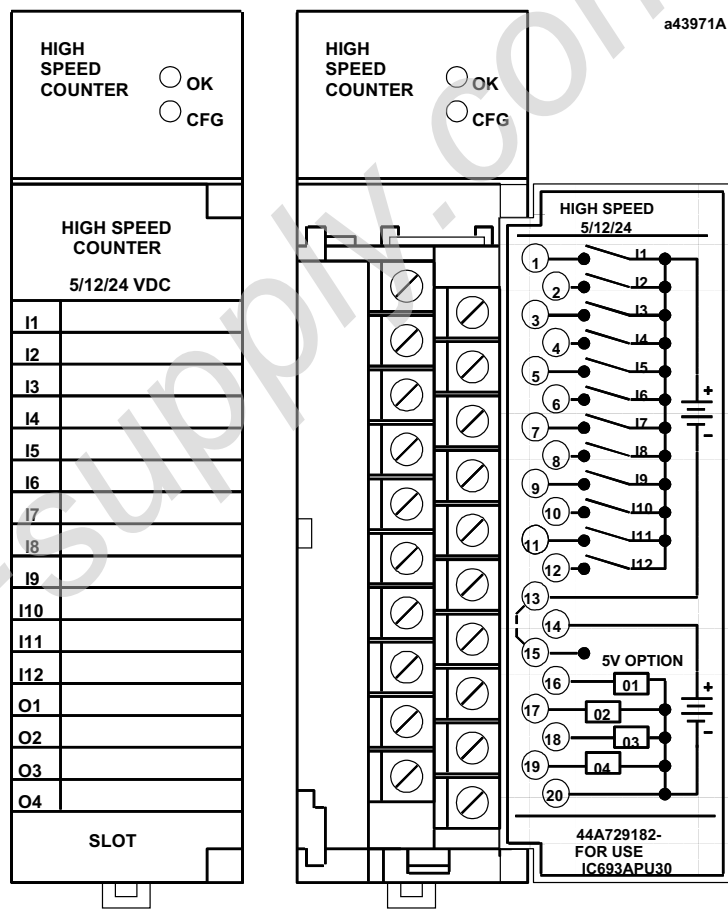 a43971A
HIGH
SPEED
COUNTER
OK
CFG
HIGH SPEED
COUNTER
5/12/24 VDC
I1
I2
I3
I4
I5
I6
I7
I8
I9
I10
I11
I12
O1
O2
O3
O4
SLOT
HIGH
SPEED
COUNTER
OK
CFG
HIGH SPEED
5/12/24
1 I1
2 I2
3 I3
4 I4
5 I5
6 I6
7 I7
8 I8
9 I9
10 I10
11 I11
12 I12
+
-
13
14
15
5V OPTION
16 01
17 02
18 03
19 04
20
+
-
44A729182-
FOR USE
IC693APU30
-supply.com